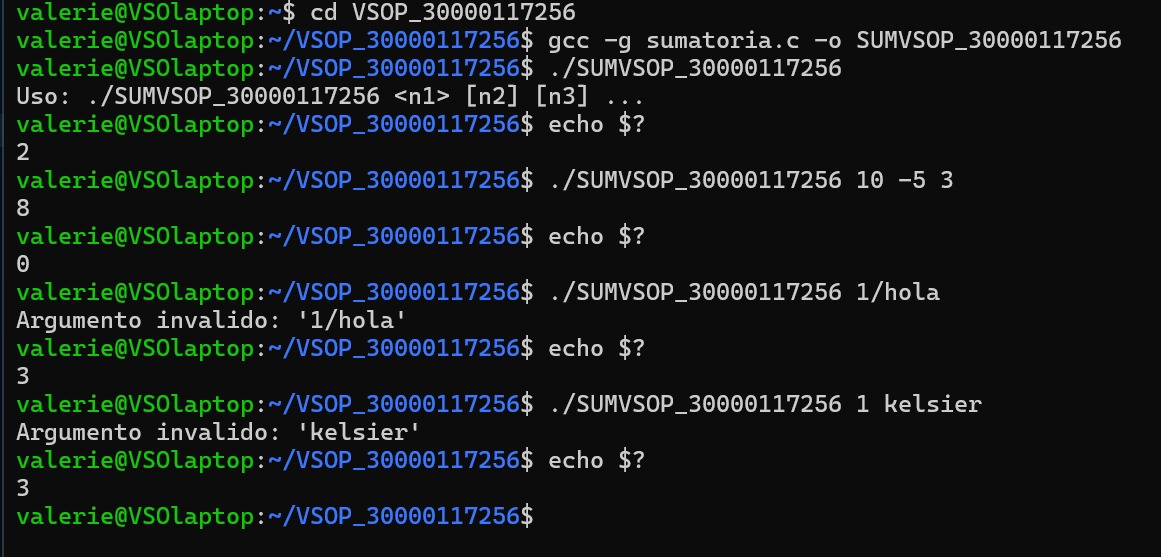 valerie@VSOlaptop:~$ cd VSOP_30000117256
valerie@VSOlaptop:~/VSOP_30000117256$ gcc -g sumatoria.c -o SUMVSOP_30000117256
valerie@VSOlaptop:~/VSOP_30000117256$ ./SUMVSOP_30000117256
Uso: ./SUMVSOP_30000117256 <n1> [n2] [n3] ...
valerie@VSOlaptop:~/VSOP_30000117256$ echo $?
2
valerie@VSOlaptop:~/VSOP_30000117256$ ./SUMVSOP_30000117256 10 -5 3
8
valerie@VSOlaptop:~/VSOP_30000117256$ echo $?
0
valerie@VSOlaptop:~/VSOP_30000117256$ ./SUMVSOP_30000117256 1/hola
Argumento invalido: '1/hola'
valerie@VSOlaptop:~/VSOP_30000117256$ echo $?
3
valerie@VSOlaptop:~/VSOP_30000117256$ ./SUMVSOP_30000117256 1 kelsier
Argumento invalido: 'kelsier'
valerie@VSOlaptop:~/VSOP_30000117256$ echo $?
3
valerie@VSOlaptop:~/VSOP_30000117256$